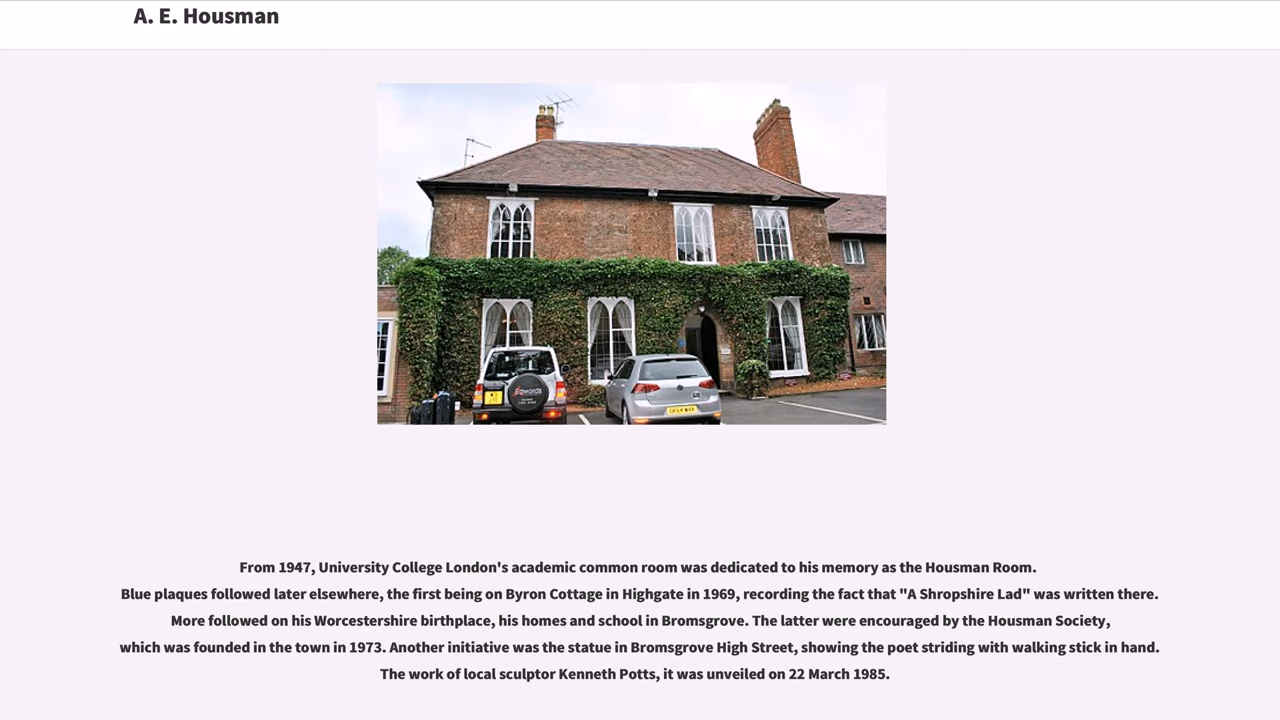 A. E. Housman
Edwards
From 1947, University College London's academic common room was dedicated to his memory as the Housman Room.
Blue plaques followed later elsewhere, the first being on Byron Cottage in Highgate in 1969, recording the fact that "A Shropshire Lad" was written there.
More followed on his Worcestershire birthplace, his homes and school in Bromsgrove. The latter were encouraged by the Housman Society,
which was founded in the town in 1973. Another initiative was the statue in Bromsgrove High Street, showing the poet striding with walking stick in hand.
The work of local sculptor Kenneth Potts, it was unveiled on 22 March 1985.